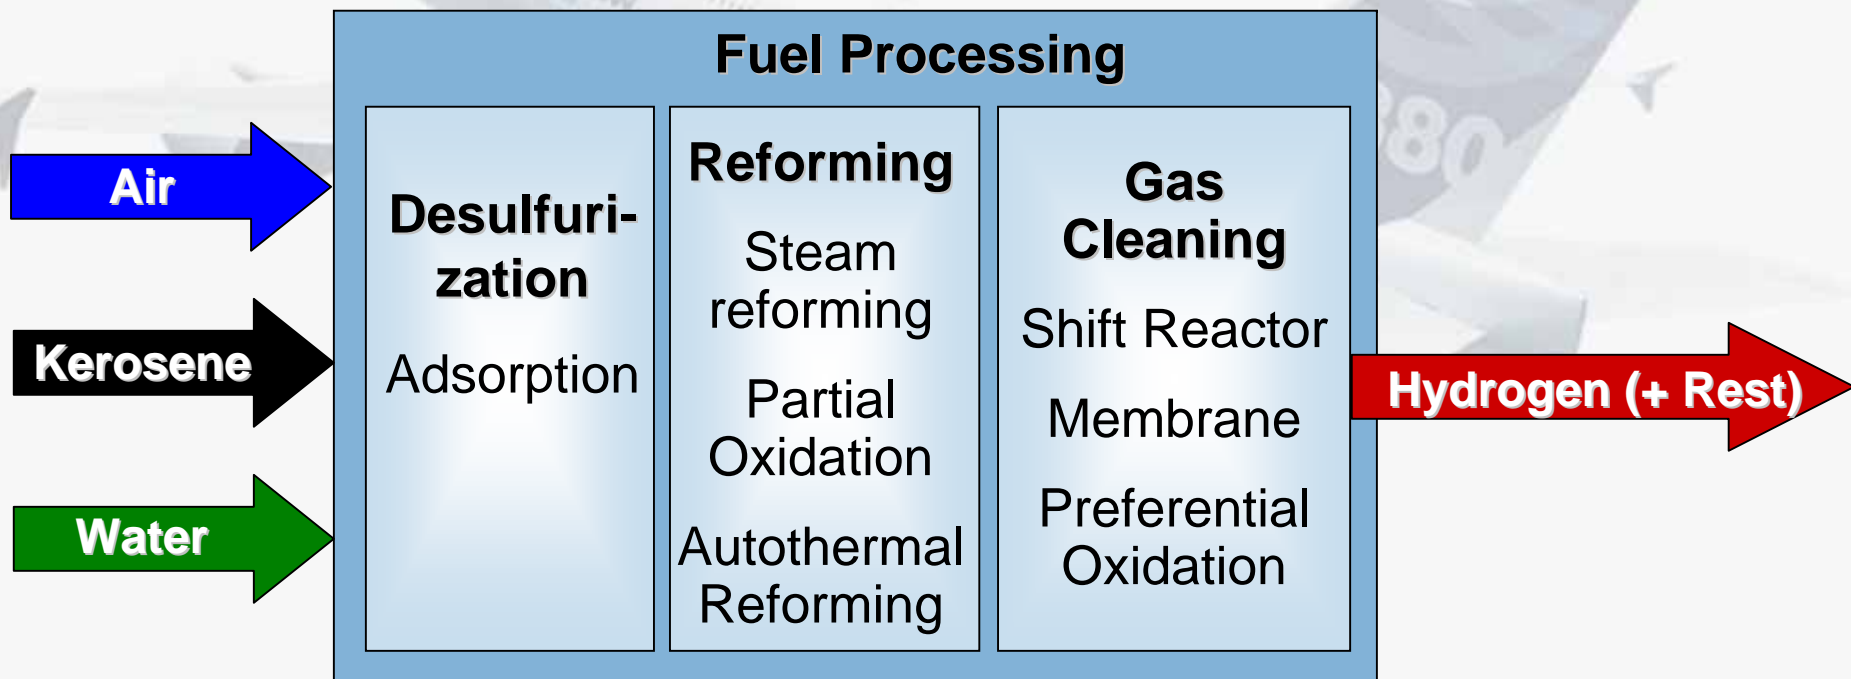 Fuel Processing
Air
Kerosene
Water
Desulfuri-
zation
Adsorption
Reforming
Steam
reforming
Partial
Oxidation
Autothermal
Reforming
Gas
Cleaning
Shift Reactor
Membrane
Preferential
Oxidation
Hydrogen (+ Rest)
380